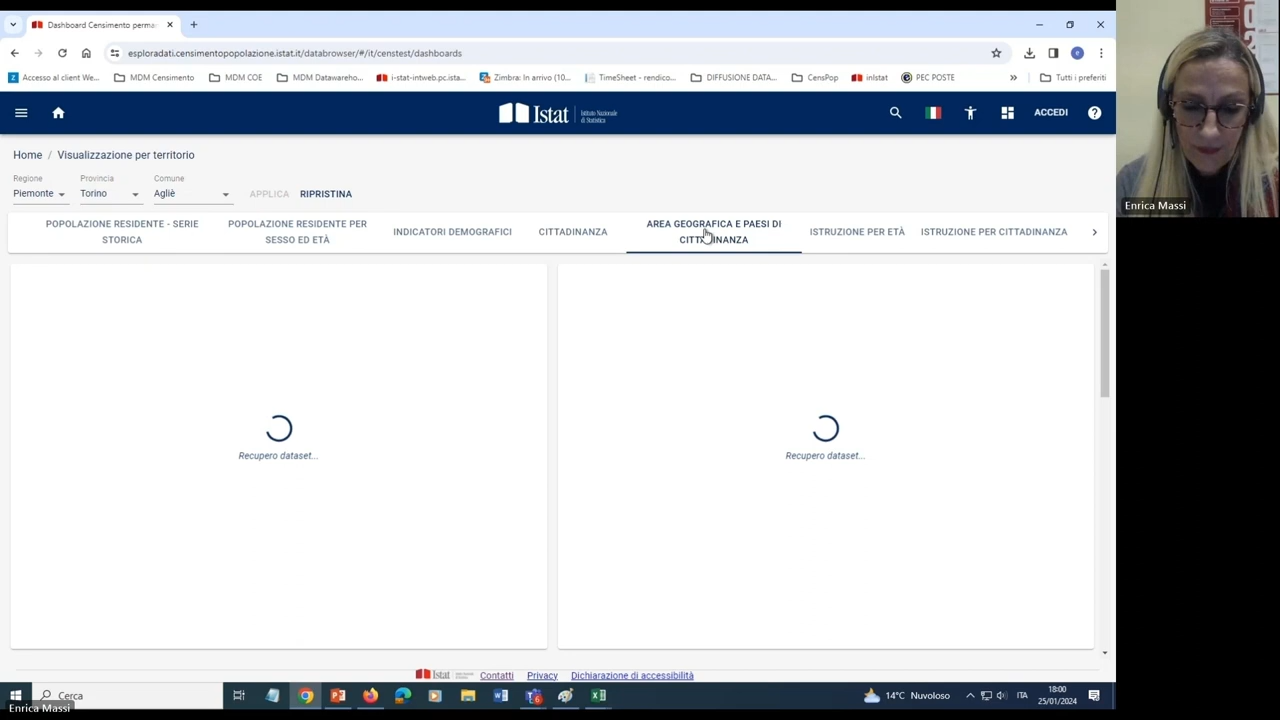 Dashboard Censimento perma
esploradati.censimentopopolazione.istat.it/databrowser/#/it/censtest/dashboards
Accesso al client We...
MDM Censimento
MDM COE
MDM Datawareho...
i-stat-intweb.pc.ista...
Zimbra: In arrivo (10...
TimeSheet - rendico...
DIFFUSIONE DATA...
CensPop
inIstat
PEC POSTE
»
Tutti i preferiti
Istat
Istituto Nazionale
di Statistica
ACCEDI
Home / Visualizzazione per territorio
Regione
Provincia
Comune
Piemonte
Torino
Agliè
APPLICA
RIPRISTINA
POPOLAZIONE RESIDENTE - SERIE
STORICA
POPOLAZIONE RESIDENTE PER
SESSO ED ETÀ
INDICATORI DEMOGRAFICI
CITTADINANZA
AREA GEOGRAFICA E PAESI DI
CITTADINANZA
ISTRUZIONE PER ETÀ
ISTRUZIONE PER CITTADINANZA
Recupero dataset...
Recupero dataset...
Istat
Contatti
Privacy
Dichiarazione di accessibilità
Cerca
14°C Nuvoloso
ITA
18:00
25/01/2024
Enrica Massi
Enrica Massi